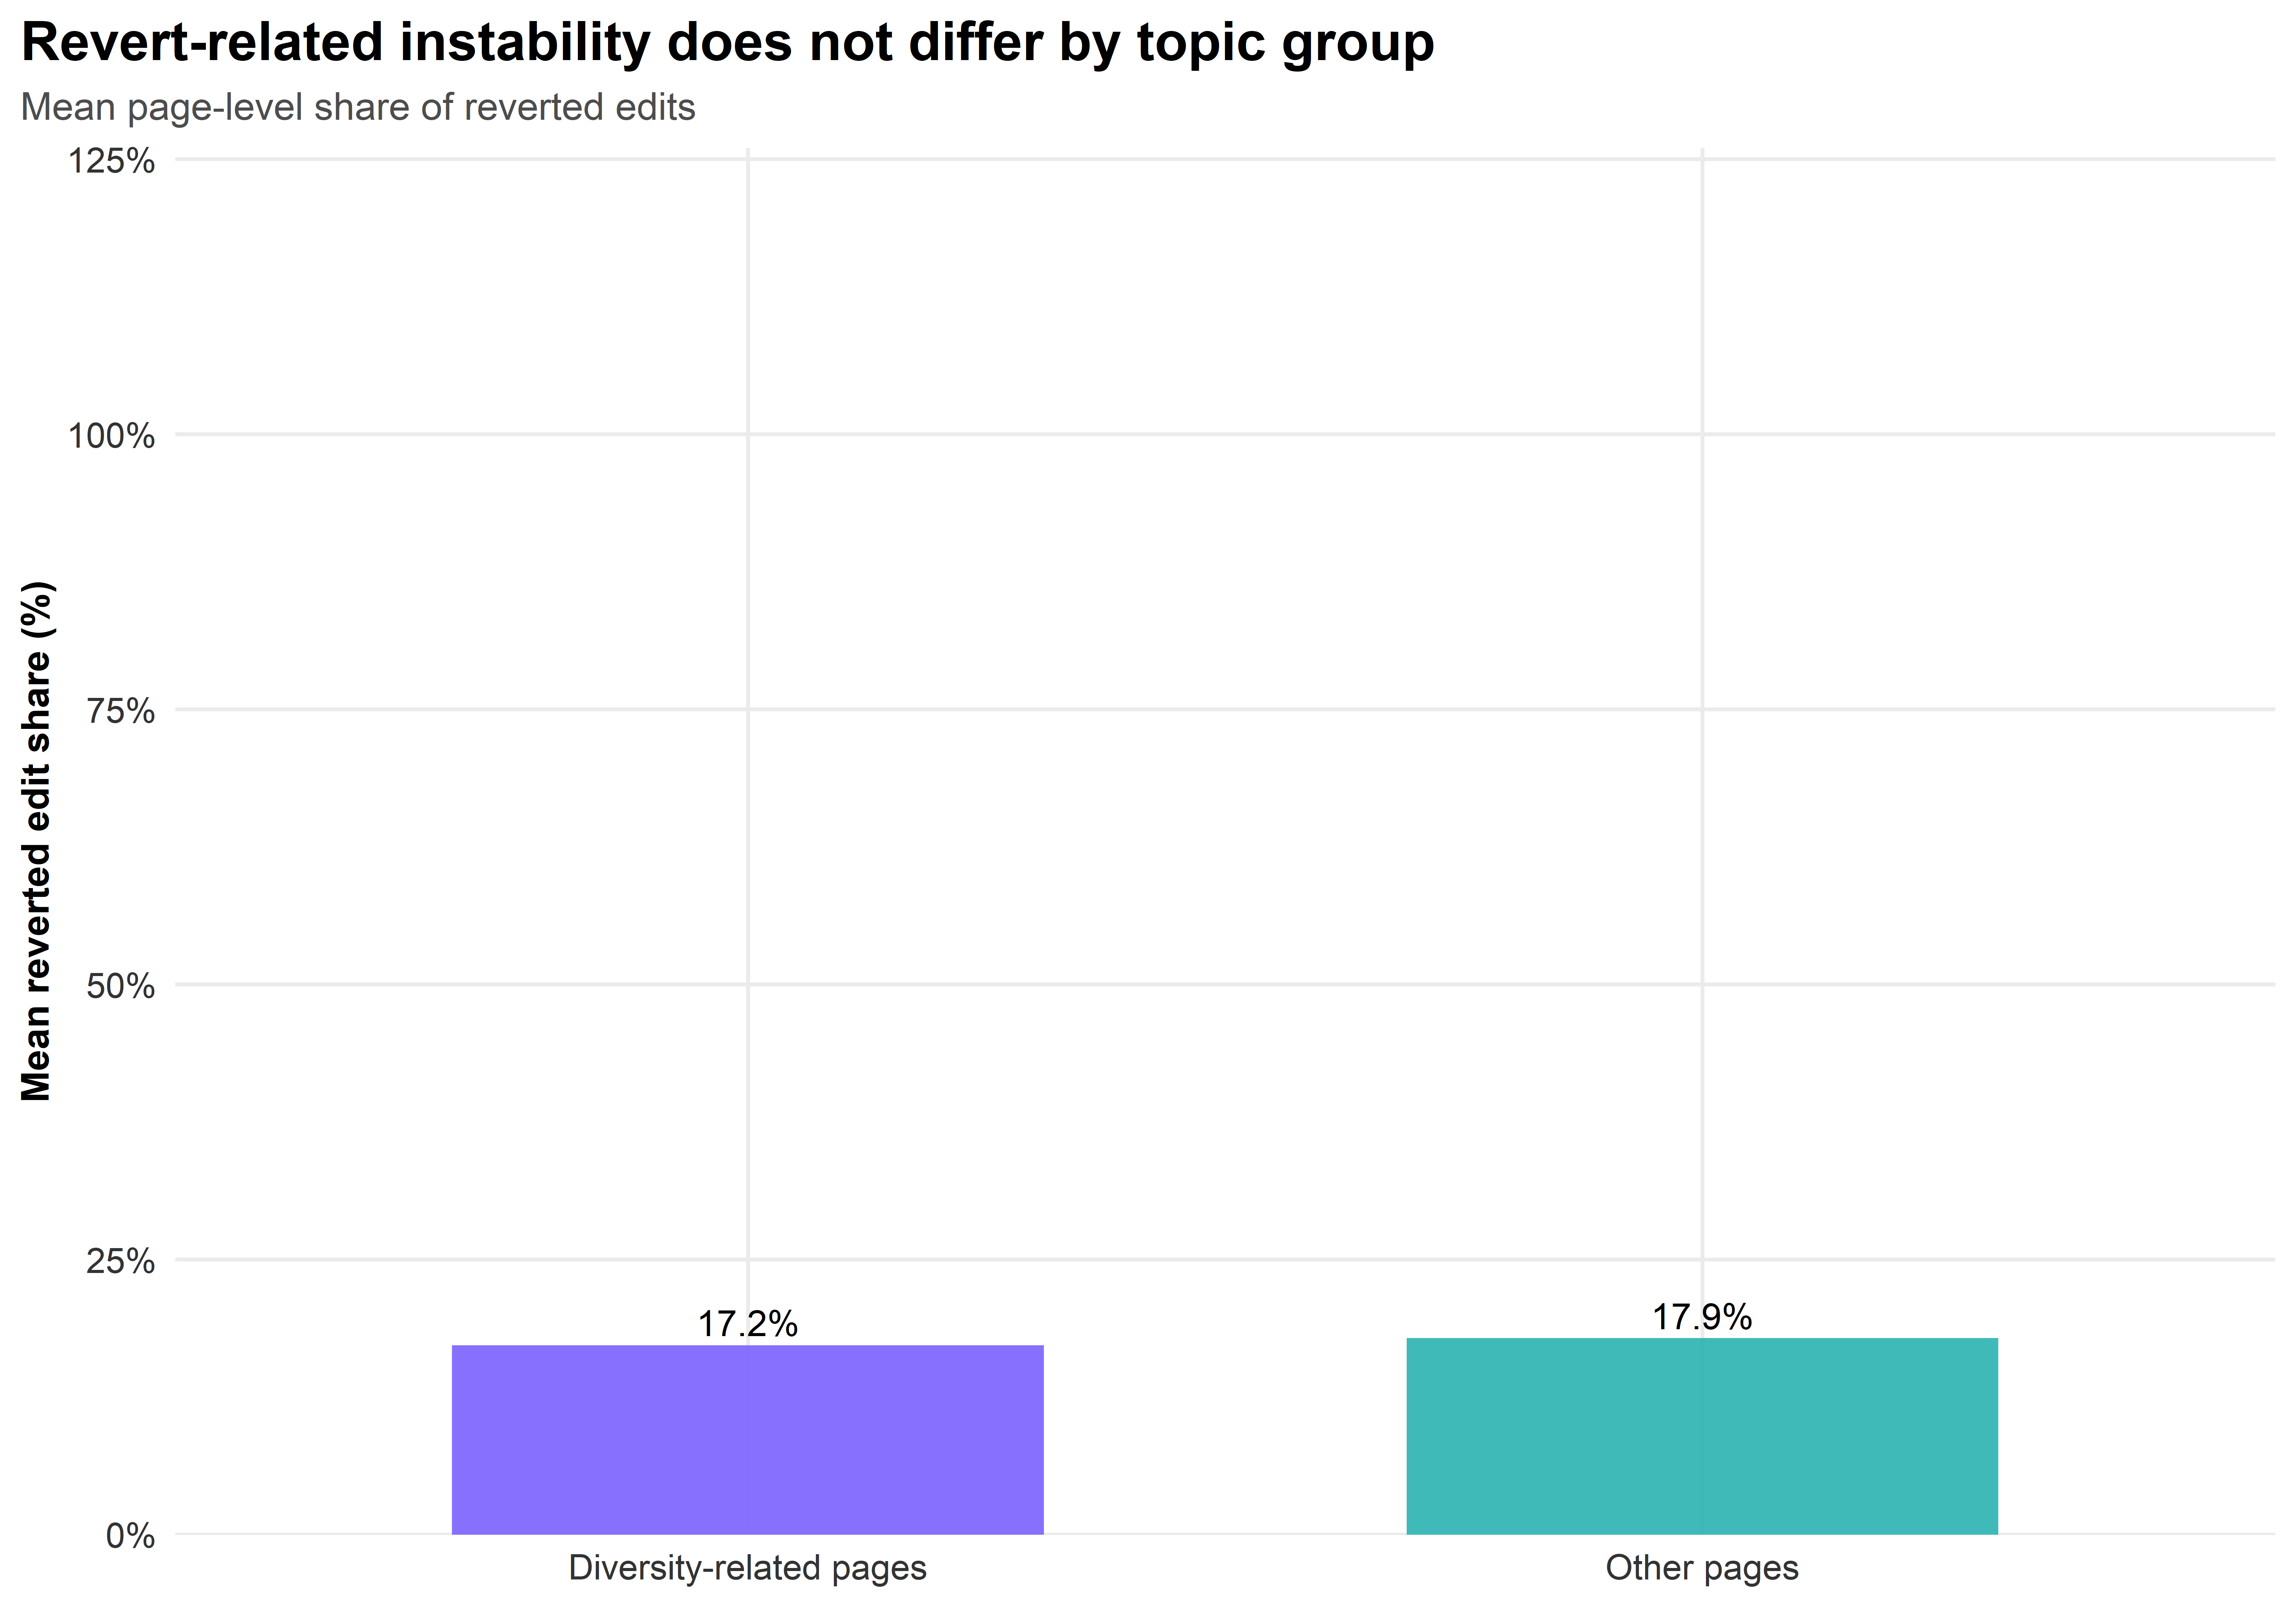 Revert-related instability does not differ by topic group
Mean page-level share of reverted edits
Mean reverted edit share (%)
125%
100%
75%
50%
25%
0%
17.2%
17.9%
Diversity-related pages
Other pages